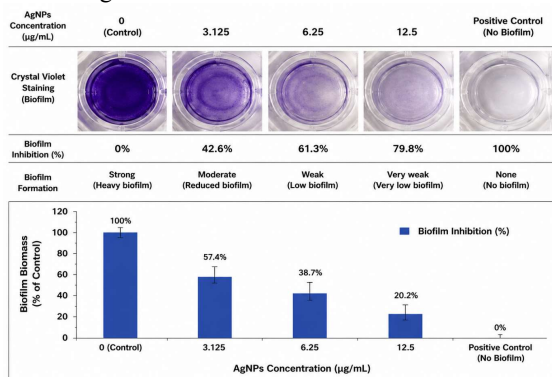 AgNPs
Concentration
(µg/mL)
0
(Control)
3.125
6.25
12.5
Positive Control
(No Biofilm)
Crystal Violet
Staining
(Biofilm)
Biofilm
Inhibition (%)
0%
42.6%
61.3%
79.8%
100%
Biofilm
Formation
Strong
(Heavy biofilm)
Moderate
(Reduced biofilm)
Weak
(Low biofilm)
Very weak
(Very low biofilm)
None
(No biofilm)
Biofilm Biomass
(% of Control)
120
100
80
60
40
20
0
100%
57.4%
38.7%
20.2%
0%
Biofilm Inhibition (%)
0 (Control)
3.125
6.25
12.5
Positive Control
(No Biofilm)
AgNPs Concentration (µg/mL)